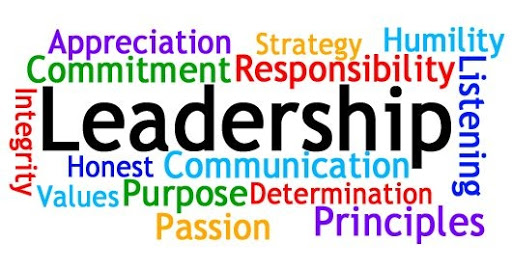 Appreciation Strategy Humility
Commitment Responsibility
Integrity
Leadership
Listening
Honest Communication
Values Purpose Determination
Passion Principles